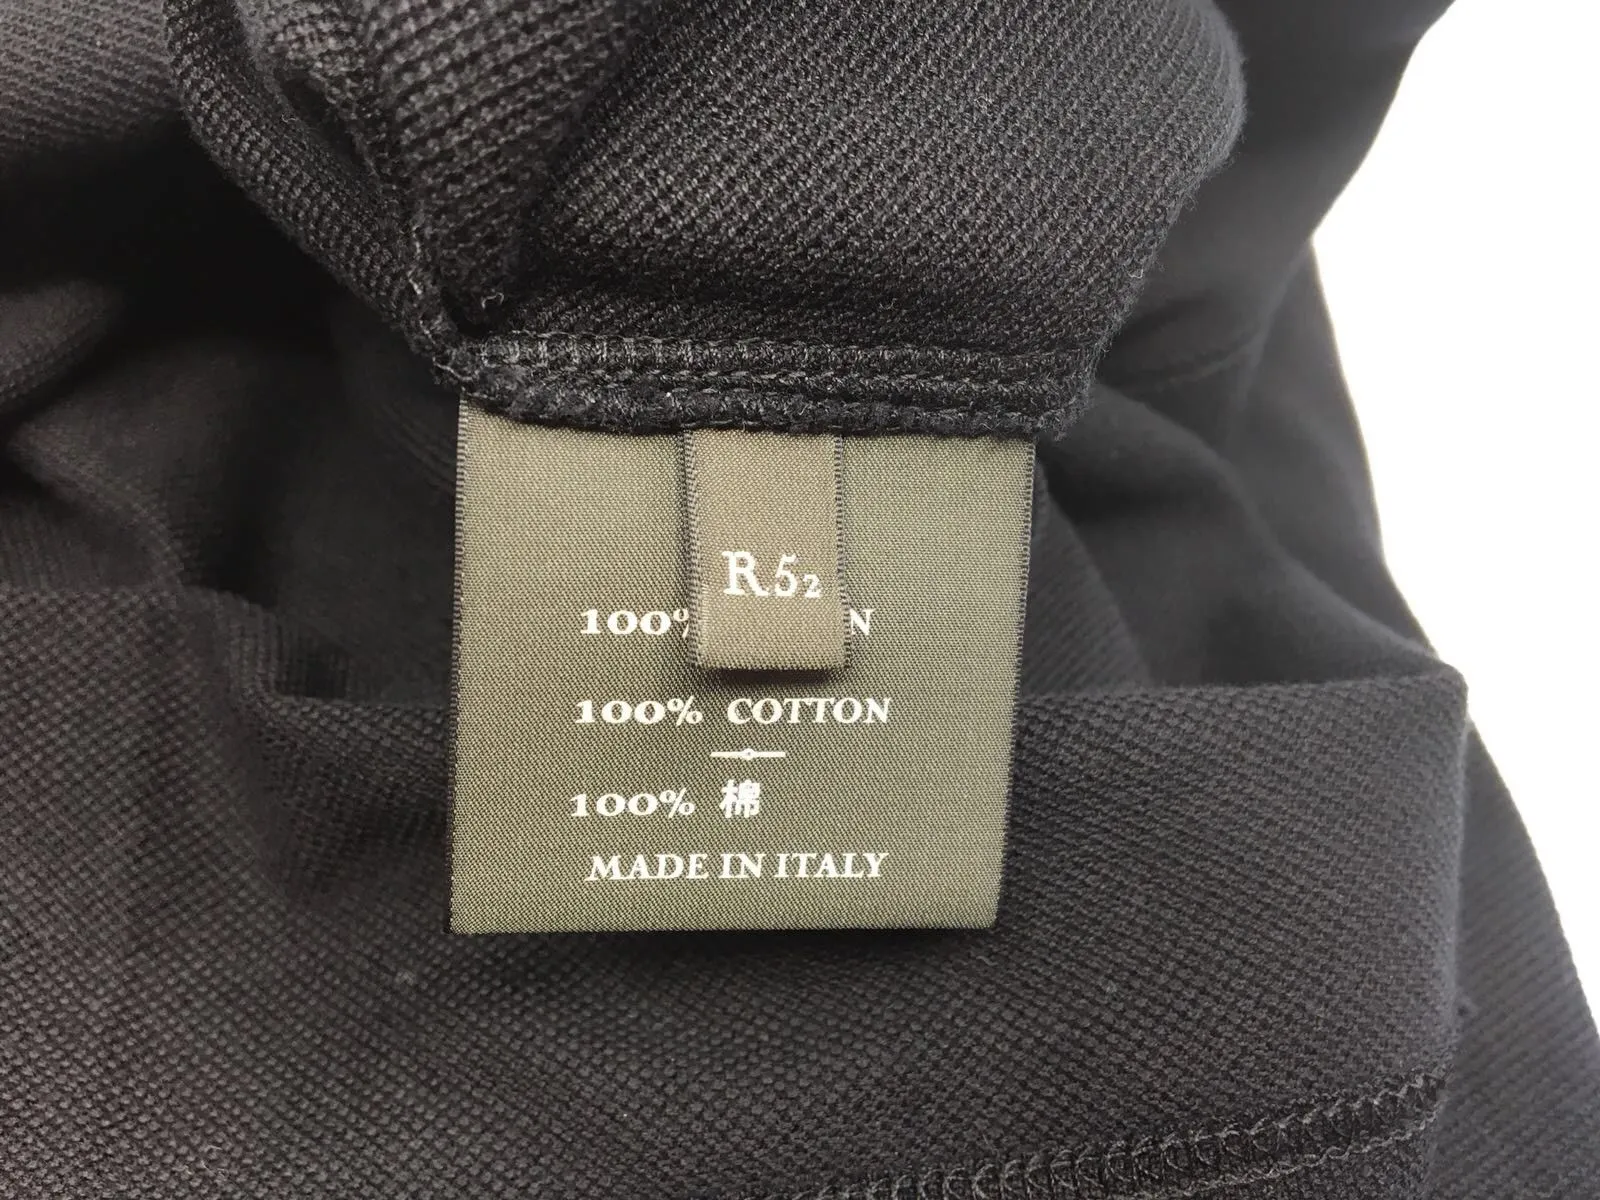 R52
100%
100% COTTON
100% 棉
MADE IN ITALY